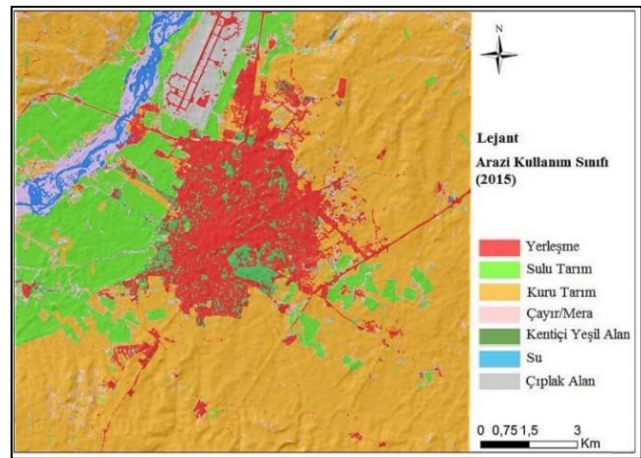 N
Lejant
Arazi Kullanım Sınıfı
(2015)
Yerleşme
Sulu Tarım
Kuru Tarım
Çayır/Mera
Kentiçi Yeşil Alan
Su
Çıplak Alan
0 0,75 1,5 3
Km